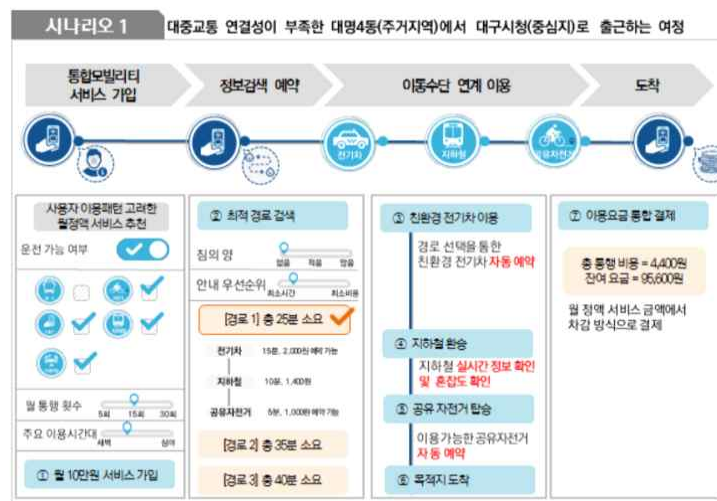 시나리오 1
대중교통 연결성이 부족한 대명4동(주거지역)에서 대구시청(중심지)로 출근하는 여정
통합모빌리티
서비스 가입
정보검색 예약
이동수단 연계 이용
도착
전기차
지하철
공유자전거
사용자 이용패턴 고려한
월정액 서비스 추천
운전 가능 여부
월 통행 횟수
5회 15회 30회
주요 이용시간대
새벽 심야
① 월 10만원 서비스 가입
② 최적 경로 검색
짐의 양
없음 적음 많음
안내 우선순위
최소시간 최소비용
[경로 1] 총 25분 소요
전기차 15분, 2,000원 예약 가능
지하철 10분, 1,400원
공유자전거 5분, 1,000원 예약 가능
[경로 2] 총 35분 소요
[경로 3] 총 40분 소요
③ 친환경 전기차 이용
경로 선택을 통한
친환경 전기차 자동 예약
④ 지하철 환승
지하철 실시간 정보 확인
및 혼잡도 확인
⑤ 공유 자전거 탑승
이용 가능한 공유자전거
자동 예약
⑥ 목적지 도착
⑦ 이용요금 통합 결제
총 통행 비용 = 4,400원
잔여 요금 = 95,600원
월 정액 서비스 금액에서
차감 방식으로 결제